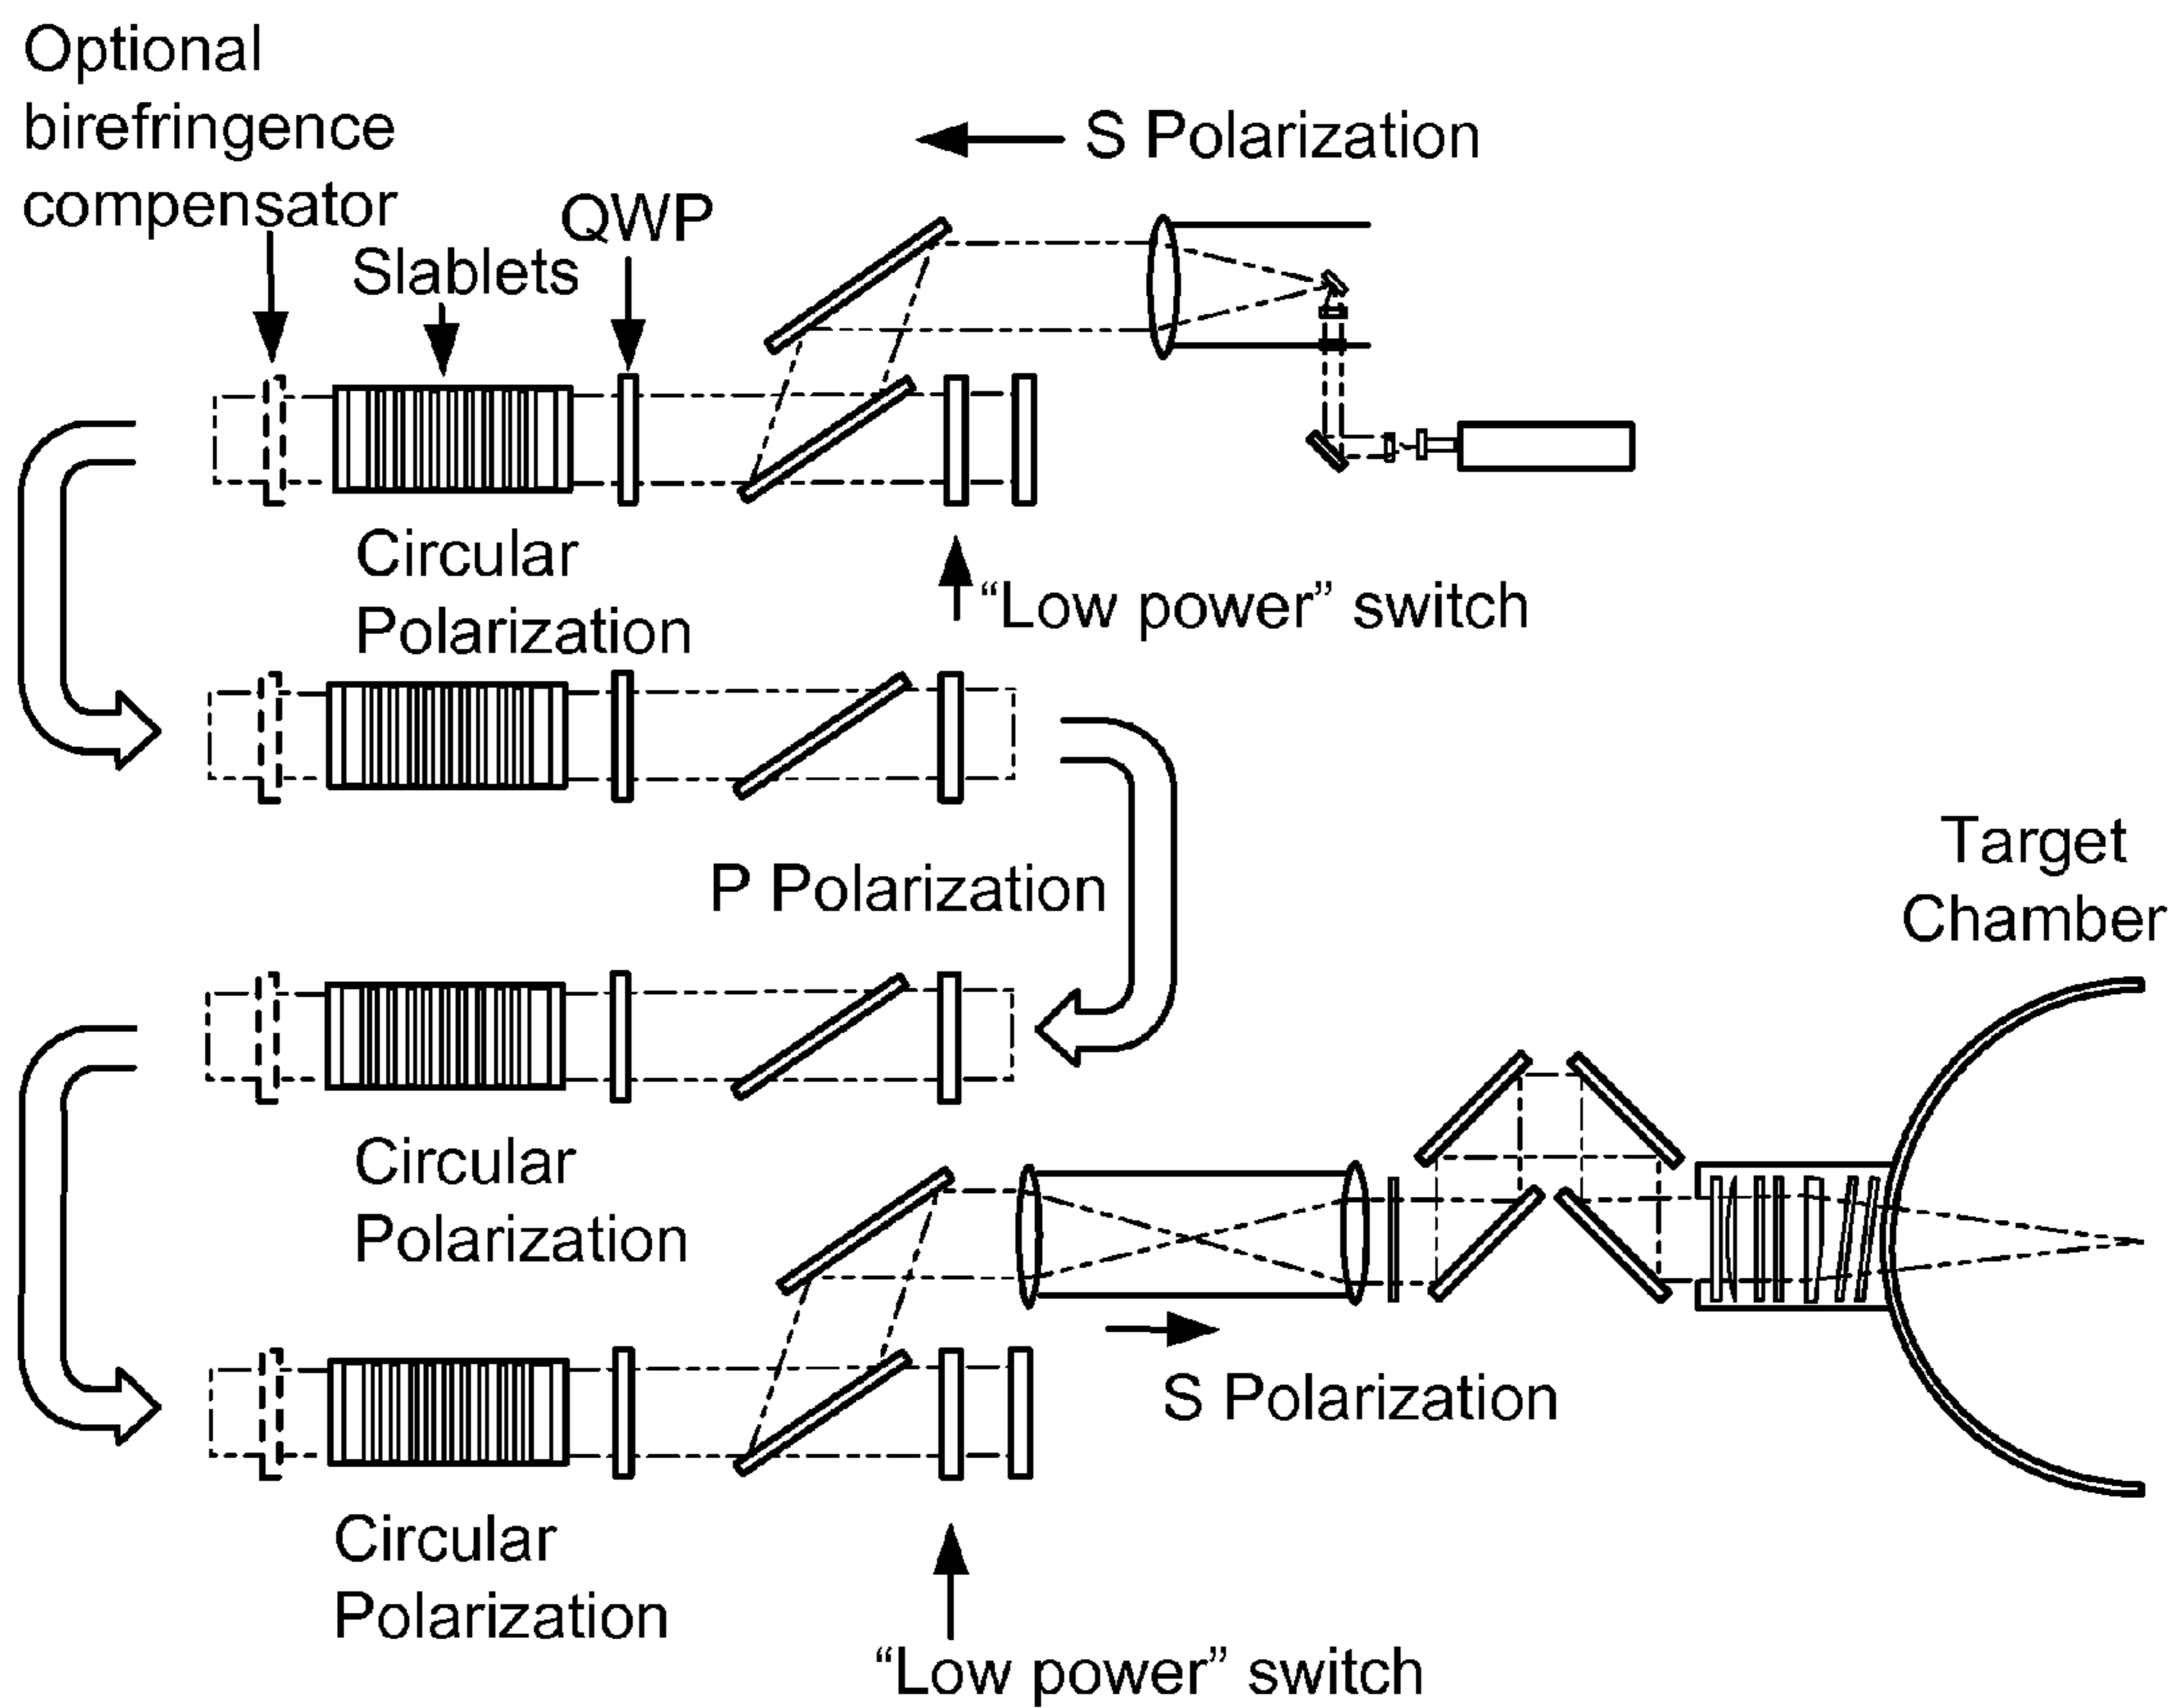 Optional
birefringence
compensator
S Polarization
QWP
Slablets
Circular
Polarization
“Low power” switch
P Polarization
Target
Chamber
Circular
Polarization
S Polarization
Circular
Polarization
“Low power” switch